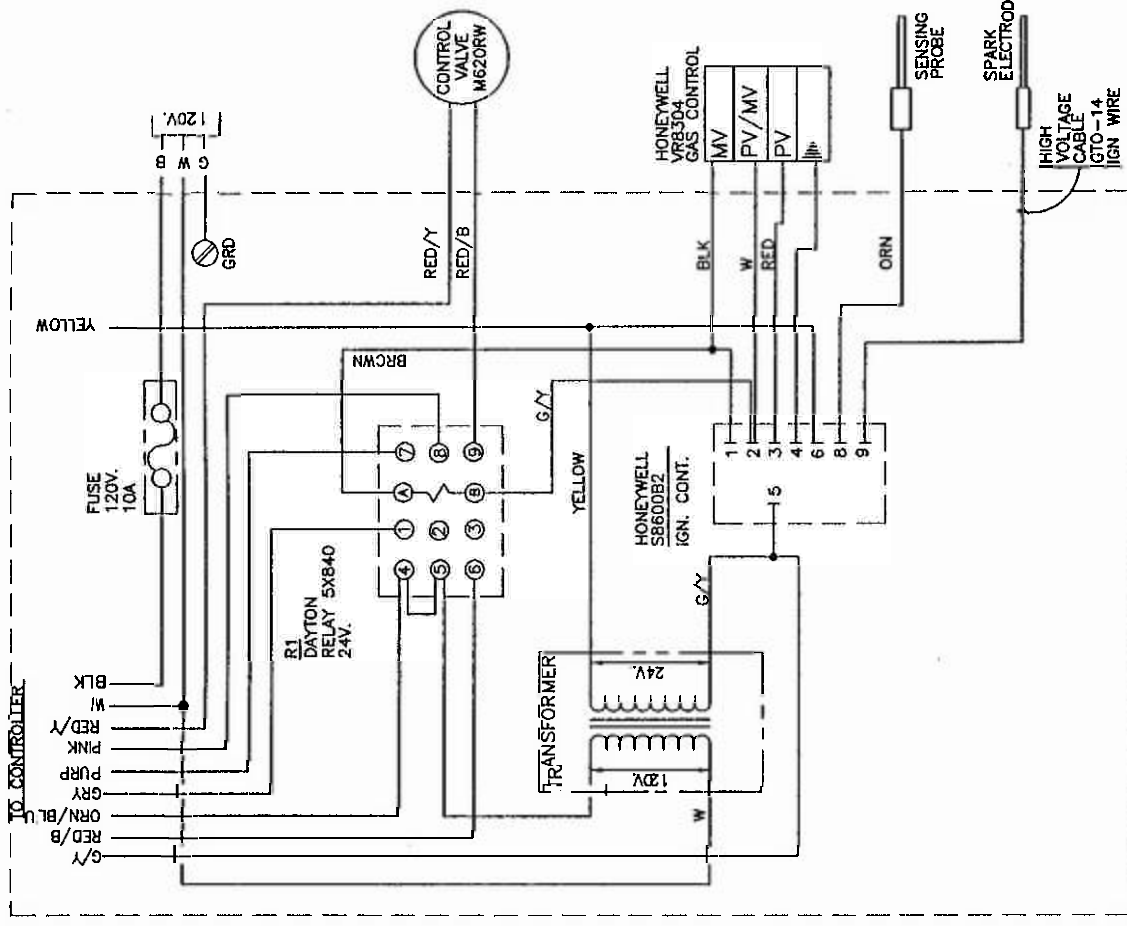 120V.
B
W
G
GRD
CONTROL
VALVE
M620RW
RED/Y
RED/B
HONEYWELL
VR8304
GAS CONTROL
MV
PV/MV
PV
BLK
W
RED
SENSING
PROBE
ORN
SPARK
ELECTROD
HIGH
VOLTAGE
CABLE
GTO-14
IGN WIRE
YELLOW
FUSE
120V.
10A
BRCWN
G/Y
YELLOW
7
8
9
A
B
1
2
3
4
5
6
R1
DAYTON
RELAY 5X840
24V.
HONEYWELL
S8600B2
IGN. CONT.
1
2
3
4
6
8
9
5
G/Y
TRANSFORMER
24V.
120V.
W
TO CONTROLLER
BLK
W
RED/Y
PINK
PURP
GRY
ORN/BLU
RED/B
G/Y